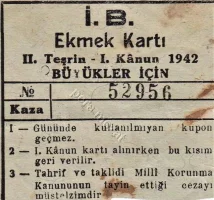 İ. B.
Ekmek Kartı
II. Teşrin - I. Kânun 1942
BÜYÜKLER İÇİN
№ 52956
Kaza
1 — Gününde kullanılmıyan kupon
geçmez.
2 — I. Kânun kartı alınırken bu kısım
geri verilir.
3 — Tahrif ve taklidi Millî Korunma
Kanununun tayin ettiği cezayı
müstelzimdir.